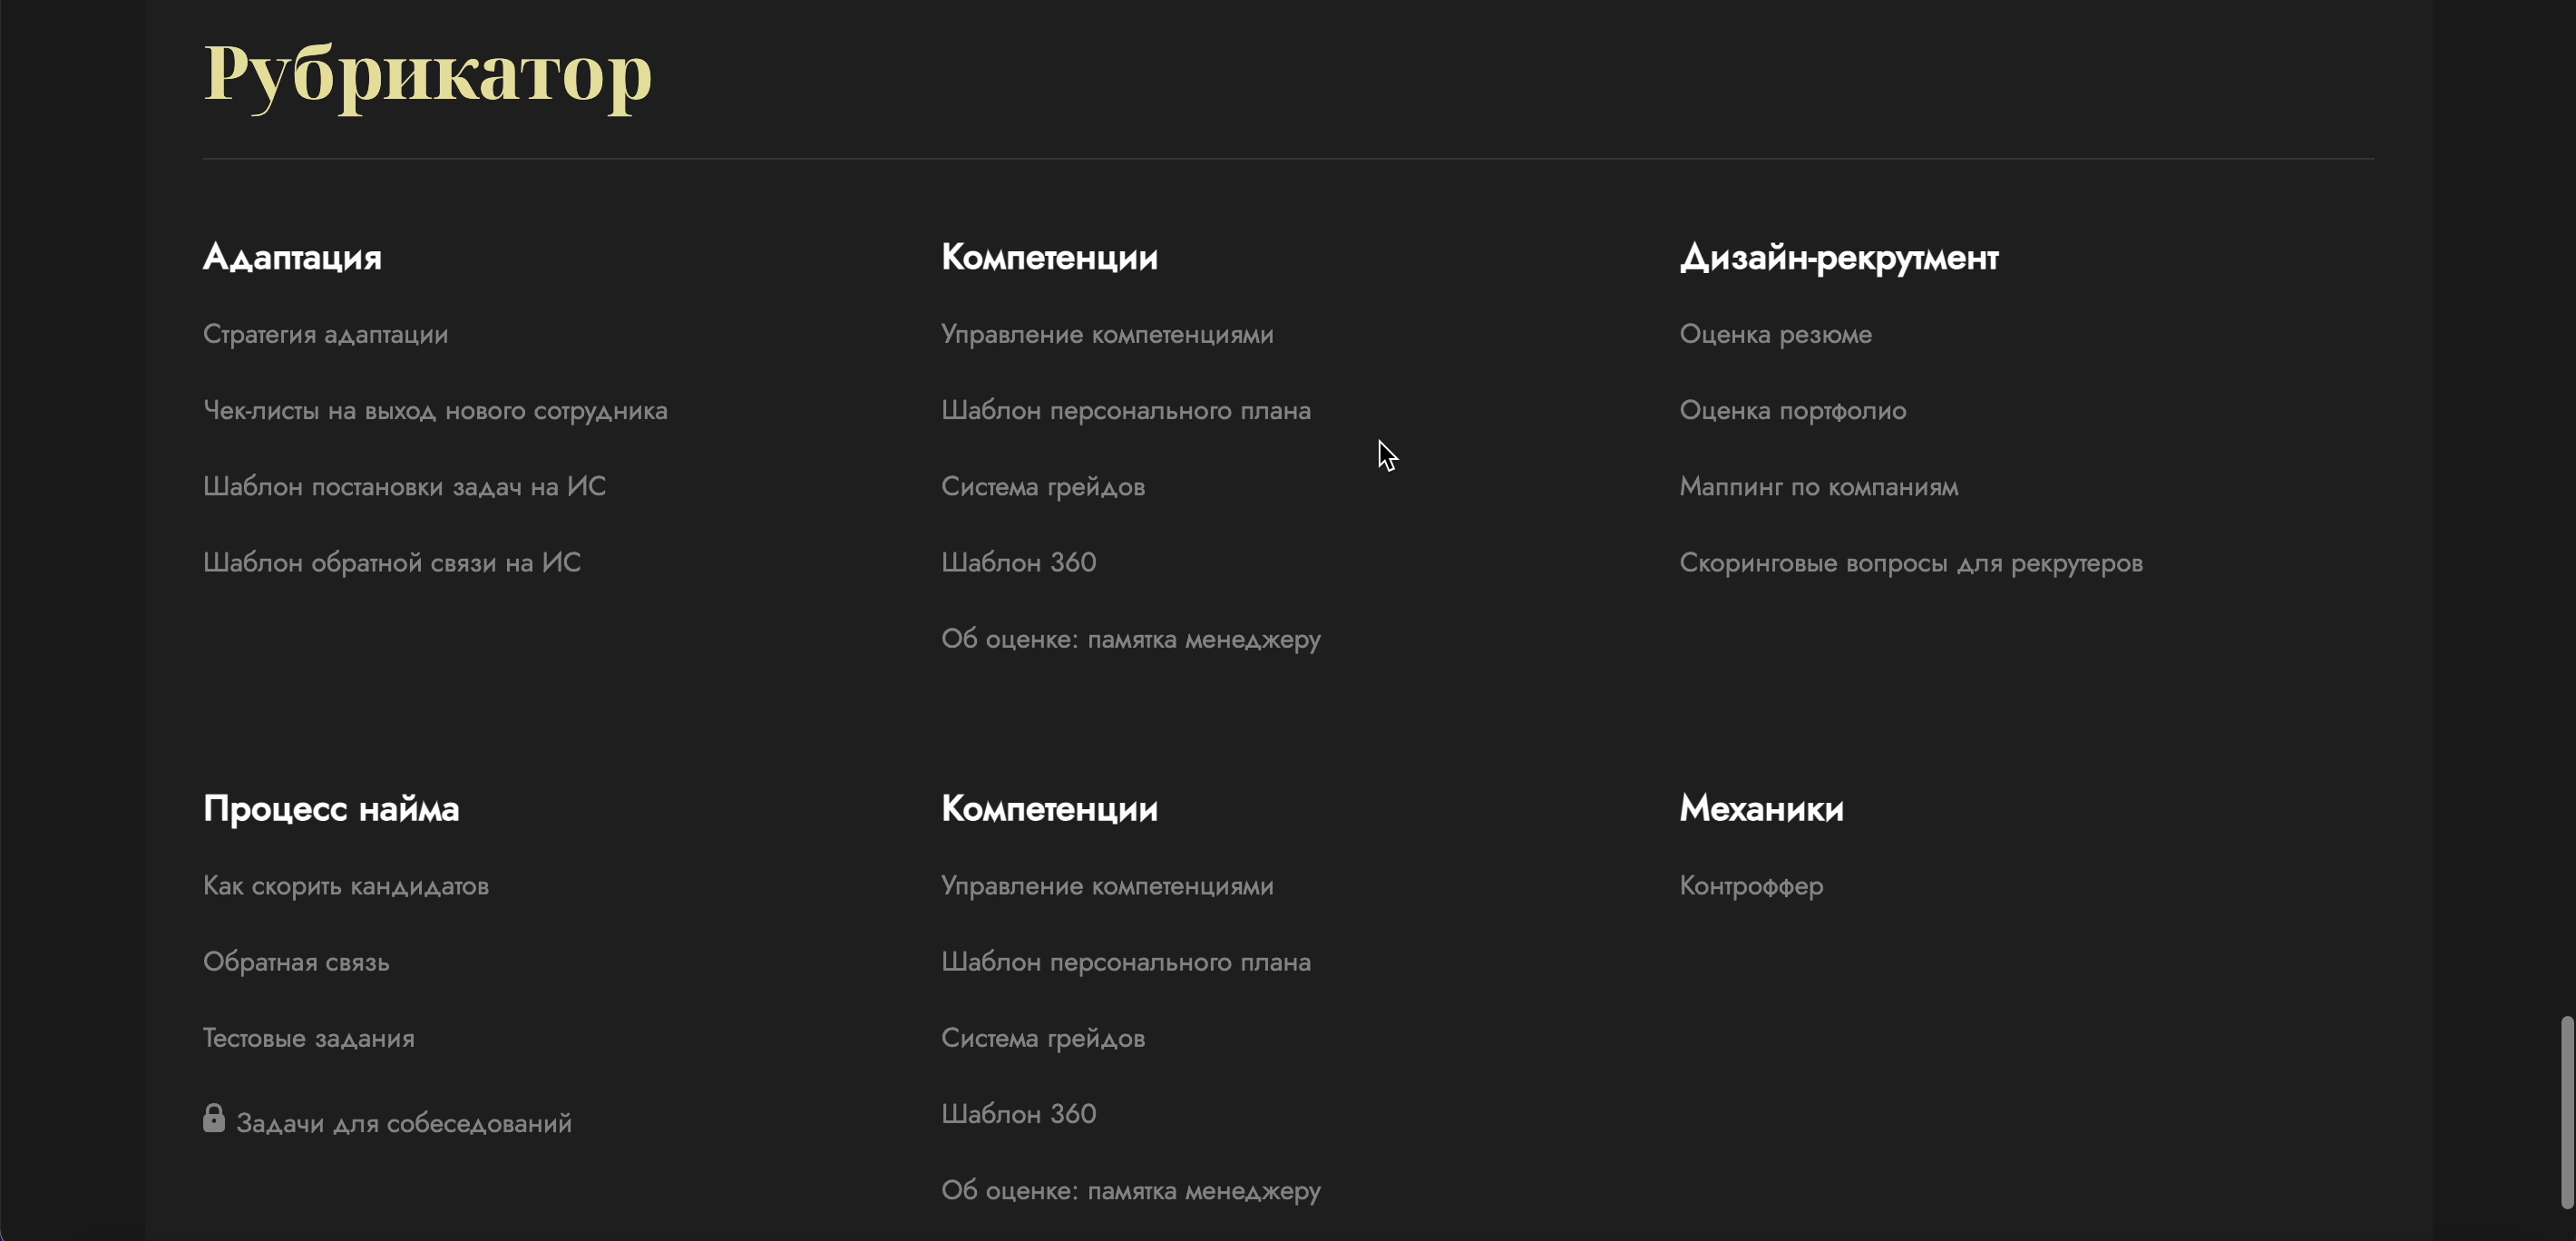 Рубрикатор
Адаптация
Стратегия адаптации
Чек-листы на выход нового сотрудника
Шаблон постановки задач на ИС
Шаблон обратной связи на ИС
Компетенции
Управление компетенциями
Шаблон персонального плана
Система грейдов
Шаблон 360
Об оценке: памятка менеджеру
Дизайн-рекрутмент
Оценка резюме
Оценка портфолио
Маппинг по компаниям
Скоринговые вопросы для рекрутеров
Процесс найма
Как скорить кандидатов
Обратная связь
Тестовые задания
Задачи для собеседований
Компетенции
Управление компетенциями
Шаблон персонального плана
Система грейдов
Шаблон 360
Об оценке: памятка менеджеру
Механики
Контроффер